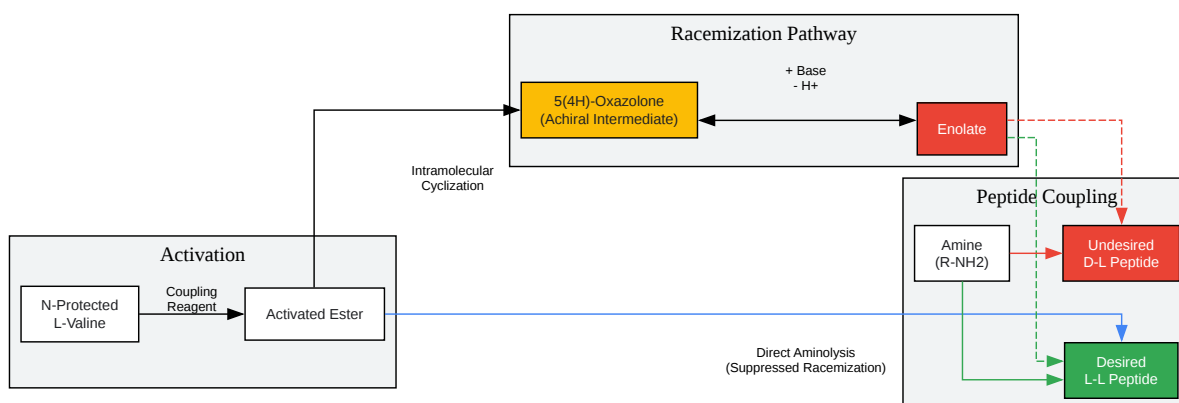 Racemization Pathway
+ Base
- H+
5(4H)-Oxazolone
(Achiral Intermediate)
Enolate
Intramolecular
Cyclization
Peptide Coupling
Amine
(R-NH2)
Undesired
D-L Peptide
Activation
Coupling
Reagent
N-Protected
L-Valine
Activated Ester
Direct Aminolysis
(Suppressed Racemization)
Desired
L-L Peptide